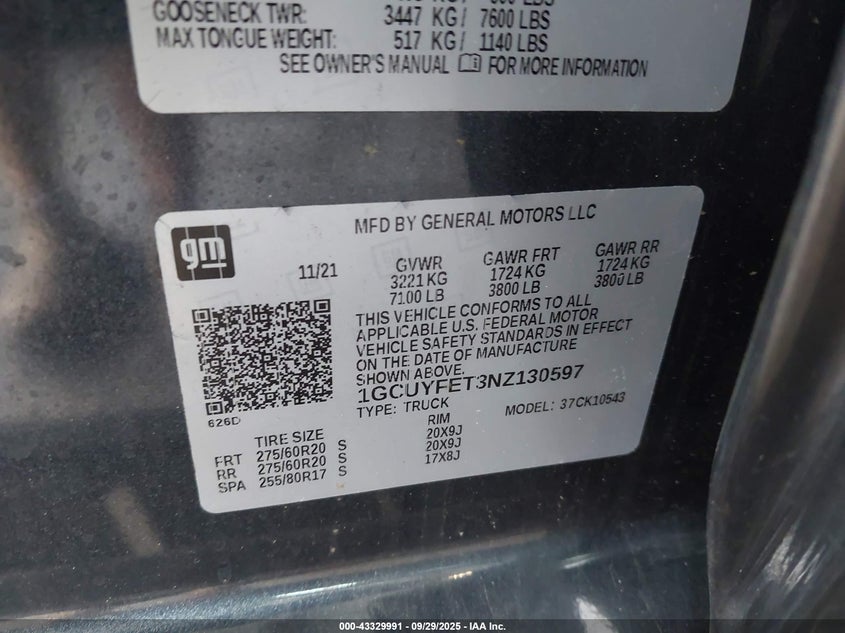 GOOSENECK TWR: 3447 KG/ 7600 LBS
MAX TONGUE WEIGHT: 517 KG/ 1140 LBS
SEE OWNER'S MANUAL FOR MORE INFORMATION
gm
MFD BY GENERAL MOTORS LLC
11/21 GVWR GAWR FRT GAWR RR
3221 KG 1724 KG 1724 KG
7100 LB 3800 LB 3800 LB
THIS VEHICLE CONFORMS TO ALL
APPLICABLE U.S. FEDERAL MOTOR
VEHICLE SAFETY STANDARDS IN EFFECT
ON THE DATE OF MANUFACTURE
SHOWN ABOVE.
1GCUYFET3NZ130597
TYPE: TRUCK MODEL: 37CK10543
626D
TIRE SIZE RIM
FRT 275/60R20 S 20X9J
RR 275/60R20 S 20X9J
SPA 255/80R17 S 17X8J
000-43329991 - 09/29/2025 - IAA Inc.